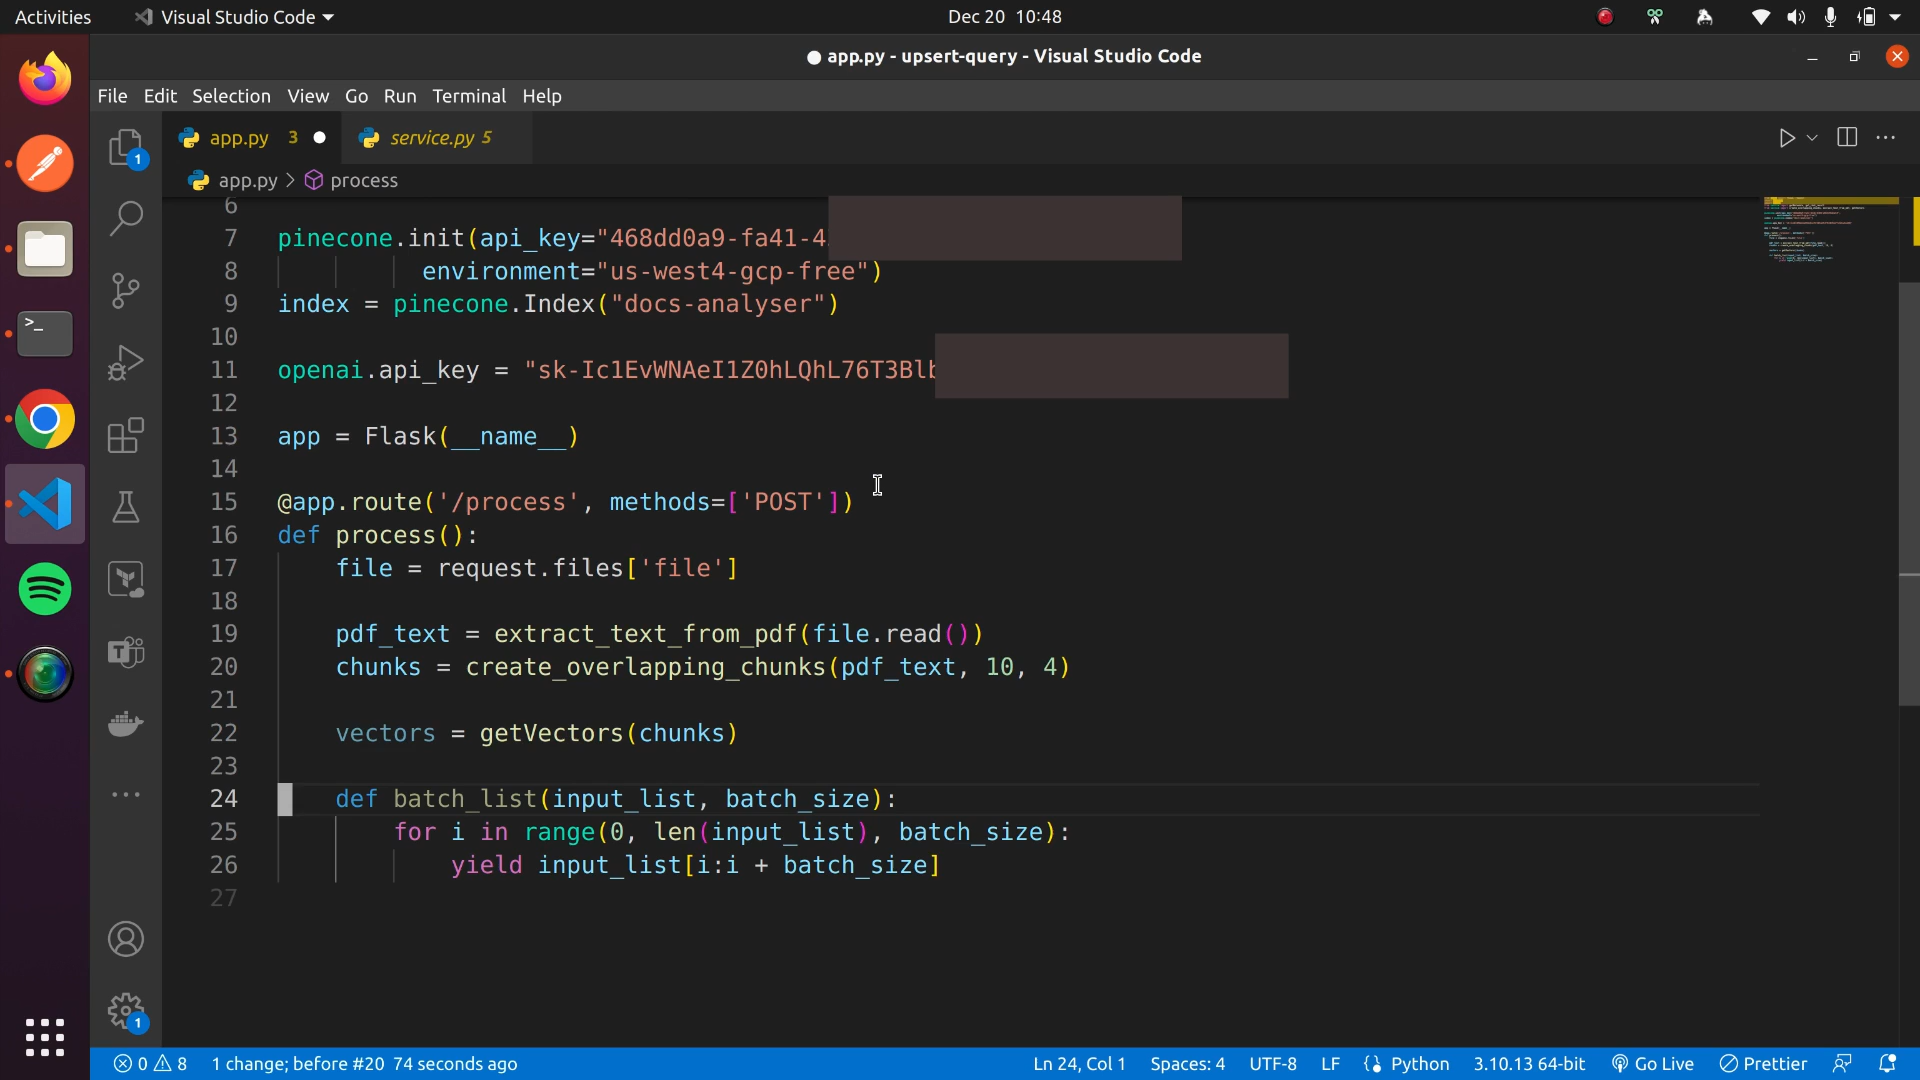 Activities Visual Studio Code Dec 20 10:48
app.py - upsert-query - Visual Studio Code
File Edit Selection View Go Run Terminal Help
app.py 3 service.py 5
app.py > process
6
7 pinecone.init(api_key="468dd0a9-fa41-4
8 environment="us-west4-gcp-free")
9 index = pinecone.Index("docs-analyser")
10
11 openai.api_key = "sk-Ic1EvWNAeI1Z0hLQhL76T3Blb
12
13 app = Flask(__name__)
14
15 @app.route('/process', methods=['POST'])
16 def process():
17 file = request.files['file']
18
19 pdf_text = extract_text_from_pdf(file.read())
20 chunks = create_overlapping_chunks(pdf_text, 10, 4)
21
22 vectors = getVectors(chunks)
23
24 def batch_list(input_list, batch_size):
25 for i in range(0, len(input_list), batch_size):
26 yield input_list[i:i + batch_size]
27
1
1
0 8 1 change; before #20 74 seconds ago Ln 24, Col 1 Spaces: 4 UTF-8 LF Python 3.10.13 64-bit Go Live Prettier